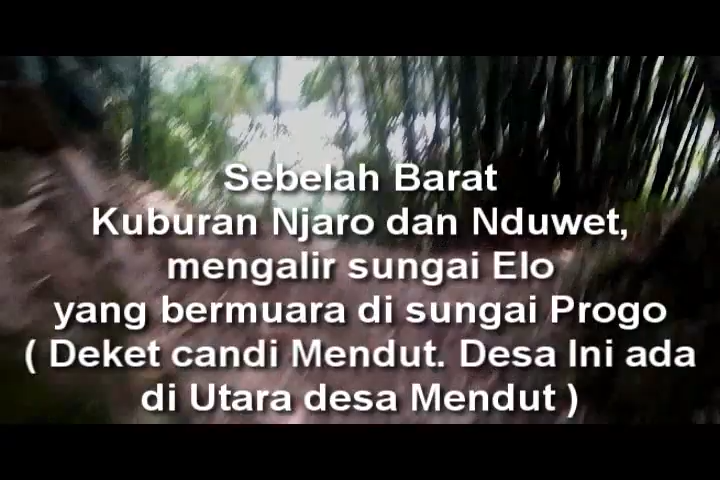 Sebelah Barat
Kuburan Njaro dan Nduwet,
mengalir sungai Elo
yang bermuara di sungai Progo
( Deket candi Mendut. Desa Ini ada
di Utara desa Mendut )